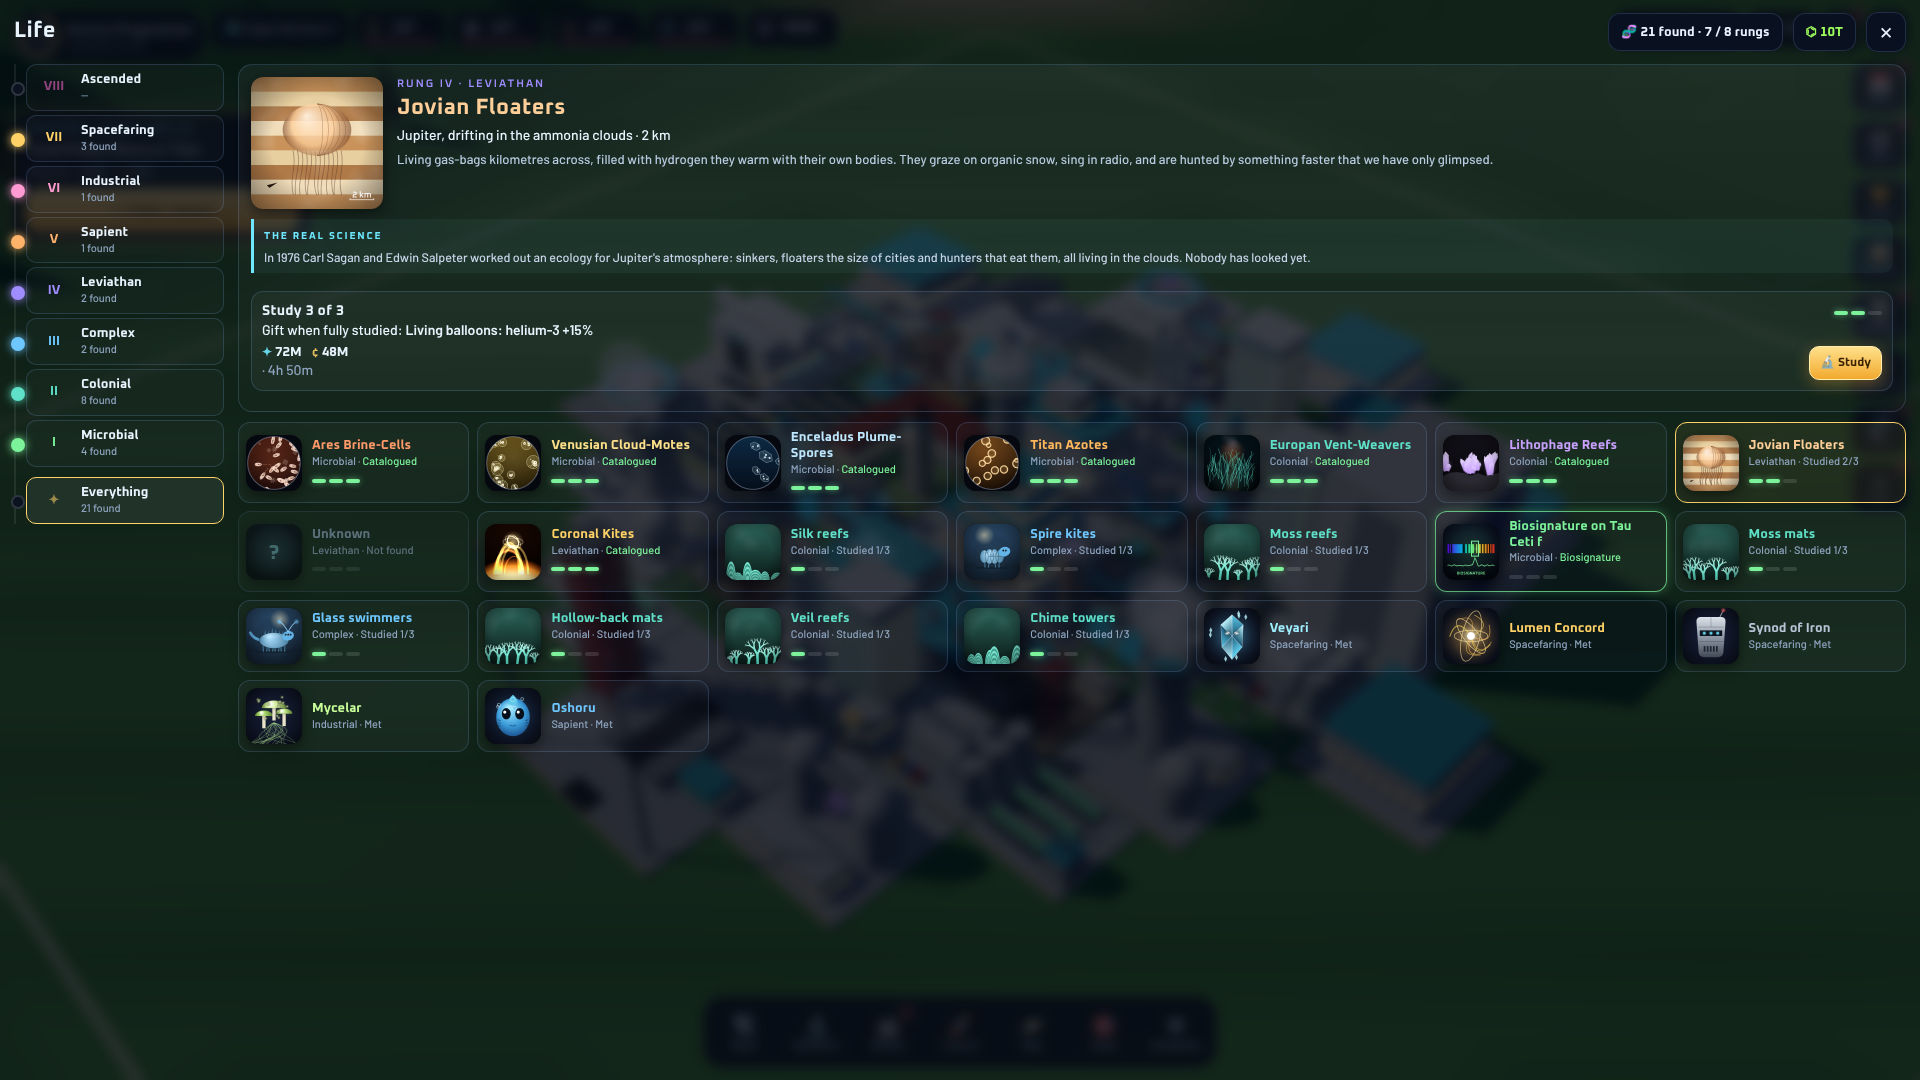 Life
21 found · 7 / 8 rungs
10T
VIII
Ascended
—
VII
Spacefaring
3 found
VI
Industrial
1 found
V
Sapient
1 found
IV
Leviathan
2 found
III
Complex
2 found
II
Colonial
8 found
I
Microbial
4 found
Everything
21 found
RUNG IV · LEVIATHAN
Jovian Floaters
Jupiter, drifting in the ammonia clouds · 2 km
Living gas-bags kilometres across, filled with hydrogen they warm with their own bodies. They graze on organic snow, sing in radio, and are hunted by something faster that we have only glimpsed.
2 km
THE REAL SCIENCE
In 1976 Carl Sagan and Edwin Salpeter worked out an ecology for Jupiter's atmosphere: sinkers, floaters the size of cities and hunters that eat them, all living in the clouds. Nobody has looked yet.
Study 3 of 3
Gift when fully studied: Living balloons: helium-3 +15%
72M ¢ 48M
· 4h 50m
Study
Ares Brine-Cells
Microbial · Catalogued
Venusian Cloud-Motes
Microbial · Catalogued
Enceladus Plume-
Spores
Microbial · Catalogued
Titan Azotes
Microbial · Catalogued
Europan Vent-Weavers
Colonial · Catalogued
Lithophage Reefs
Colonial · Catalogued
Jovian Floaters
Leviathan · Studied 2/3
?
Unknown
Leviathan · Not found
Coronal Kites
Leviathan · Catalogued
Silk reefs
Colonial · Studied 1/3
Spire kites
Complex · Studied 1/3
Moss reefs
Colonial · Studied 1/3
BIOSIGNATURE
Biosignature on Tau
Ceti f
Microbial · Biosignature
Moss mats
Colonial · Studied 1/3
Glass swimmers
Complex · Studied 1/3
Hollow-back mats
Colonial · Studied 1/3
Veil reefs
Colonial · Studied 1/3
Chime towers
Colonial · Studied 1/3
Veyari
Spacefaring · Met
Lumen Concord
Spacefaring · Met
Synod of Iron
Spacefaring · Met
Mycelar
Industrial · Met
Oshoru
Sapient · Met